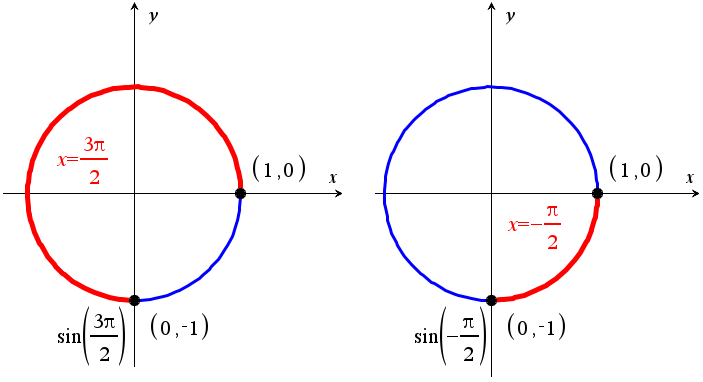 y
x=3π/2
(1,0)
x
sin(3π/2)
(0,-1)
y
(1,0)
x
x=-π/2
sin(-π/2)
(0,-1)